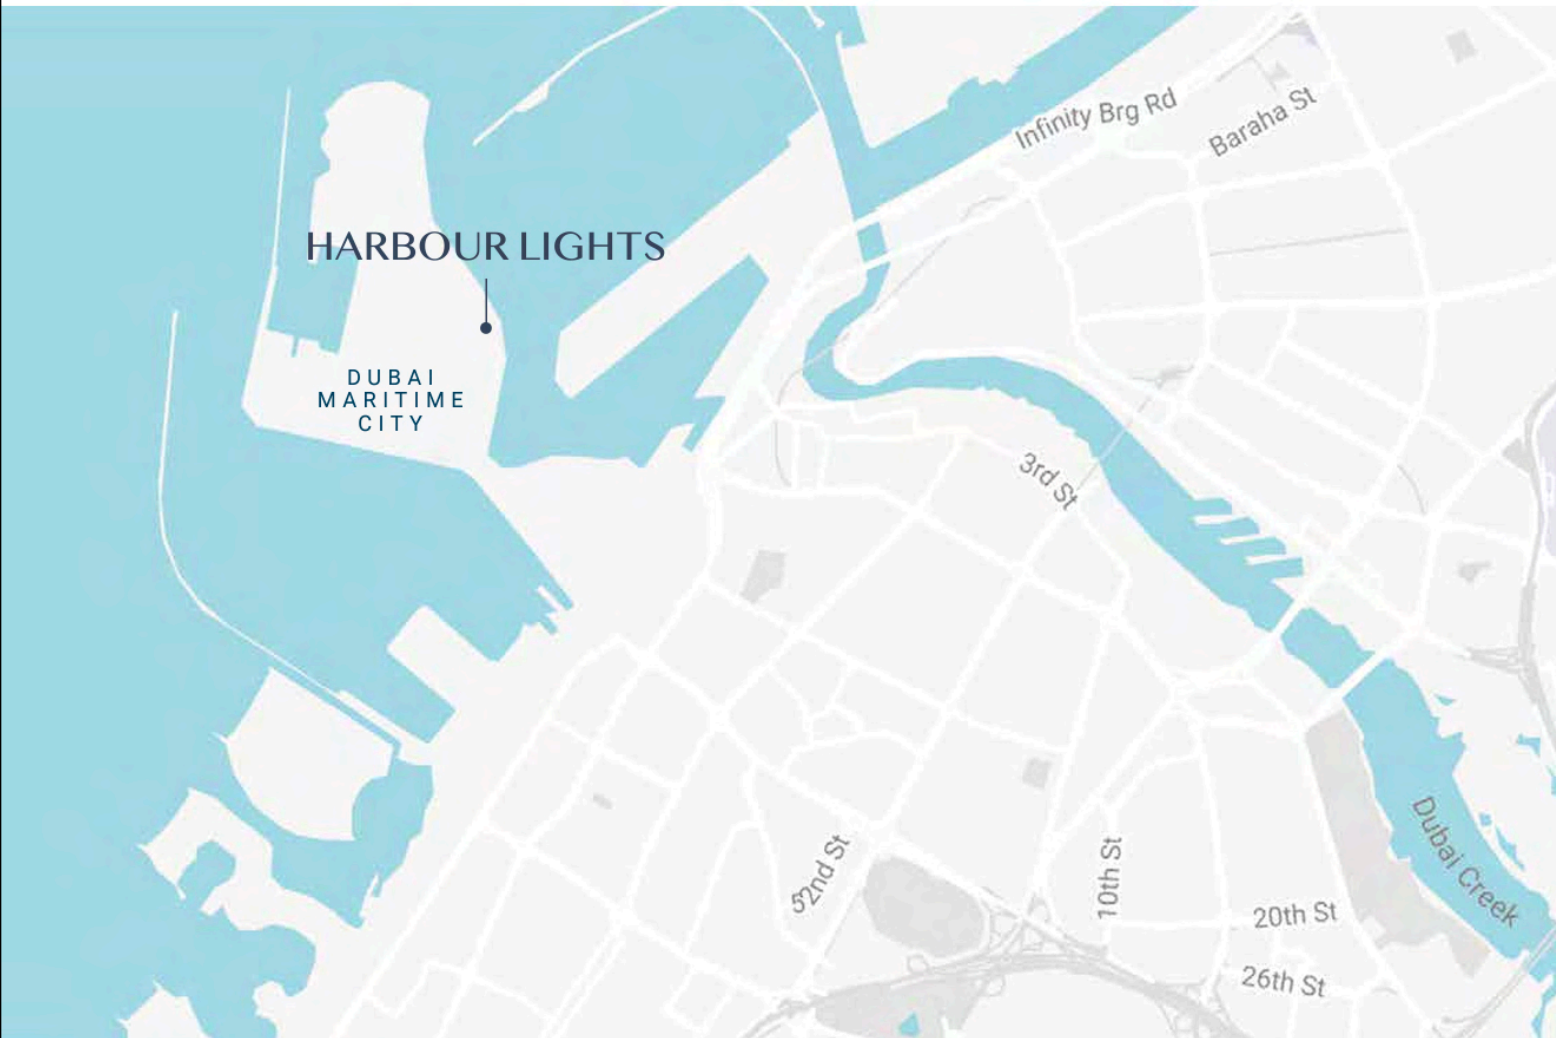 Infinity Brg Rd
Baraha St
HARBOUR LIGHTS
DUBAI
MARITIME
CITY
3rd St
52nd St
10th St
Dubai Creek
20th St
26th St